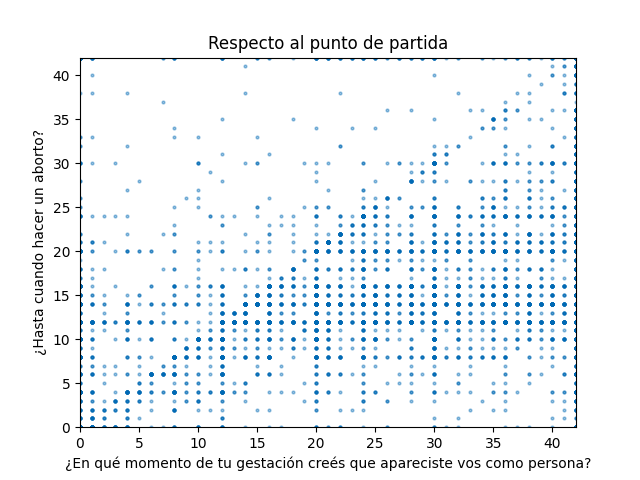 Respecto al punto de partida
40
35
30
25
20
15
10
5
0
¿Hasta cuando hacer un aborto?
0 5 10 15 20 25 30 35 40
¿En qué momento de tu gestación creés que apareciste vos como persona?